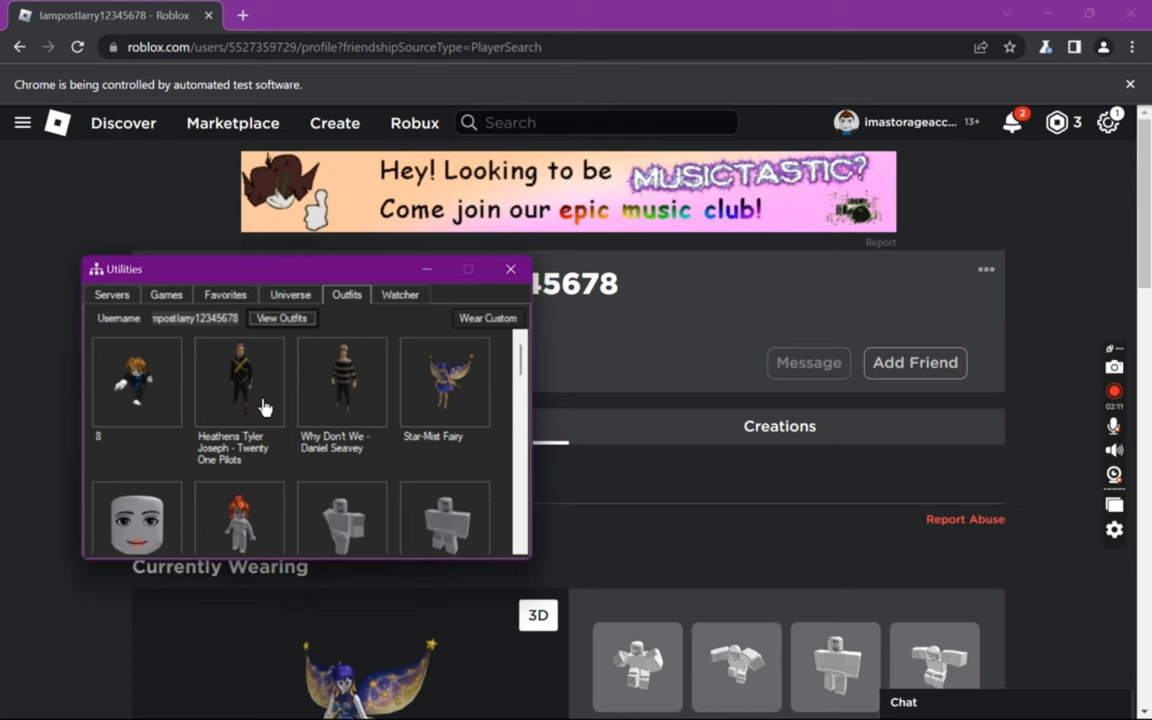 lampostlarry12345678 - Roblox
roblox.com/users/5527359729/profile?friendshipSourceType=PlayerSearch
Chrome is being controlled by automated test software.
Discover
Marketplace
Create
Robux
Search
imastorageacc...
13+
2
3
1
Hey! Looking to be MUSICTASTIC?
Come join our epic music club!
Report
Utilities
45678
Servers
Games
Favorites
Universe
Outfits
Watcher
Username
mpostlarry12345678
View Outfits
Wear Custom
Message
Add Friend
8
Heathens Tyler
Joseph - Twenty
One Pilots
Why Don't We -
Daniel Seavey
Star-Mist Fairy
Creations
02:11
Report Abuse
Currently Wearing
3D
Chat